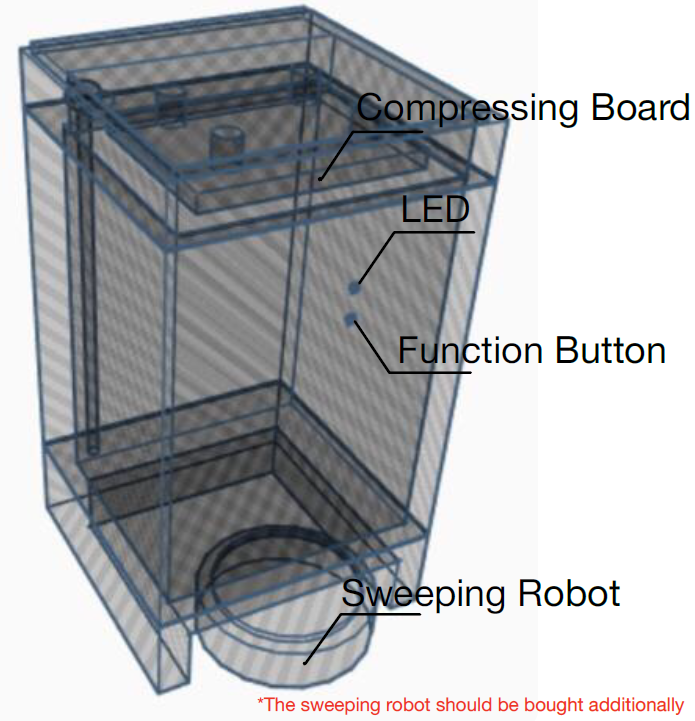 Compressing Board
LED
Function Button
Sweeping Robot
*The sweeping robot should be bought additionally